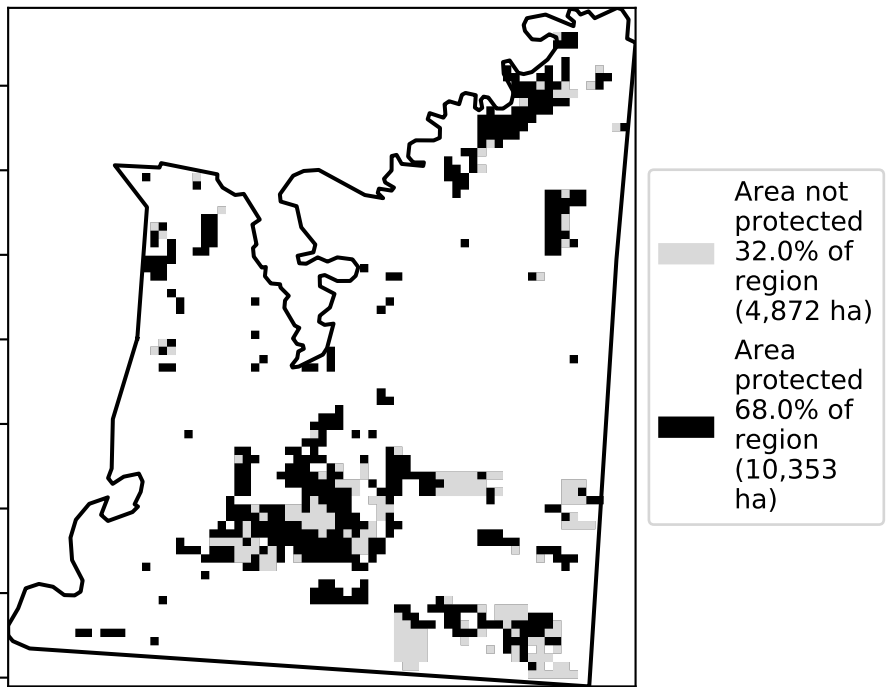 Area not
protected
32.0% of
region
(4,872 ha)
Area
protected
68.0% of
region
(10,353
ha)